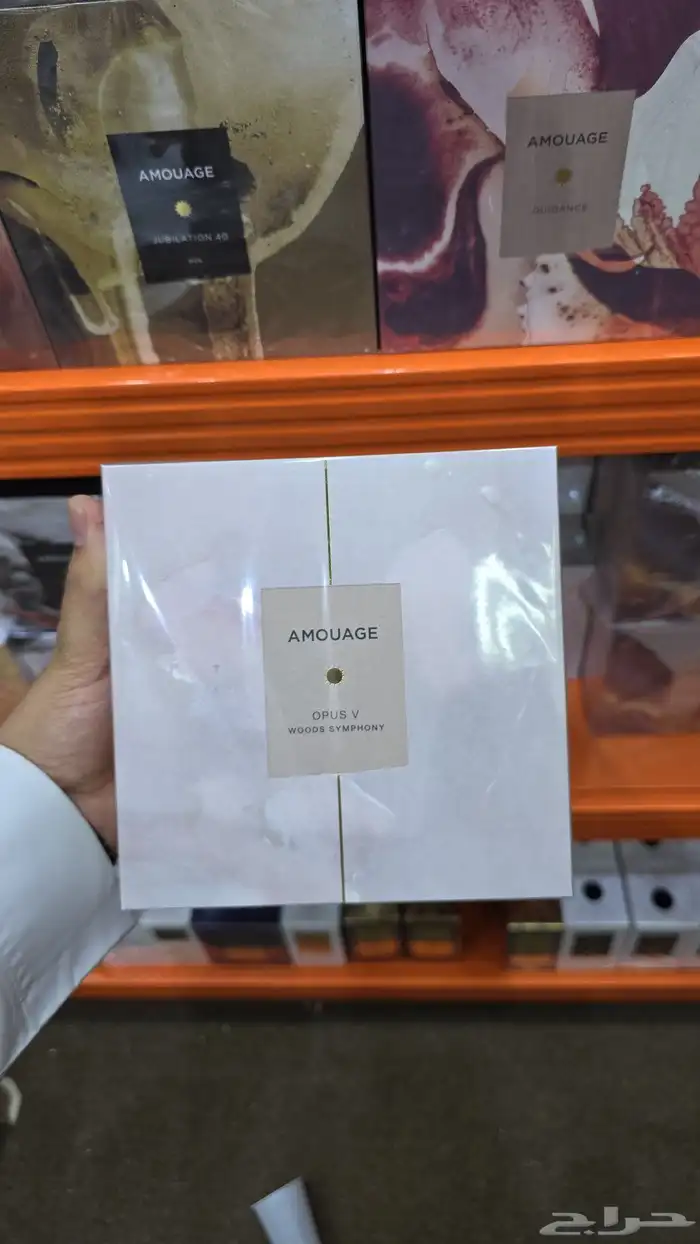 AMOUAGE
JUBILATION 40
AMOUAGE
GUIDANCE
AMOUAGE
OPUS V
WOODS SYMPHONY
حراج